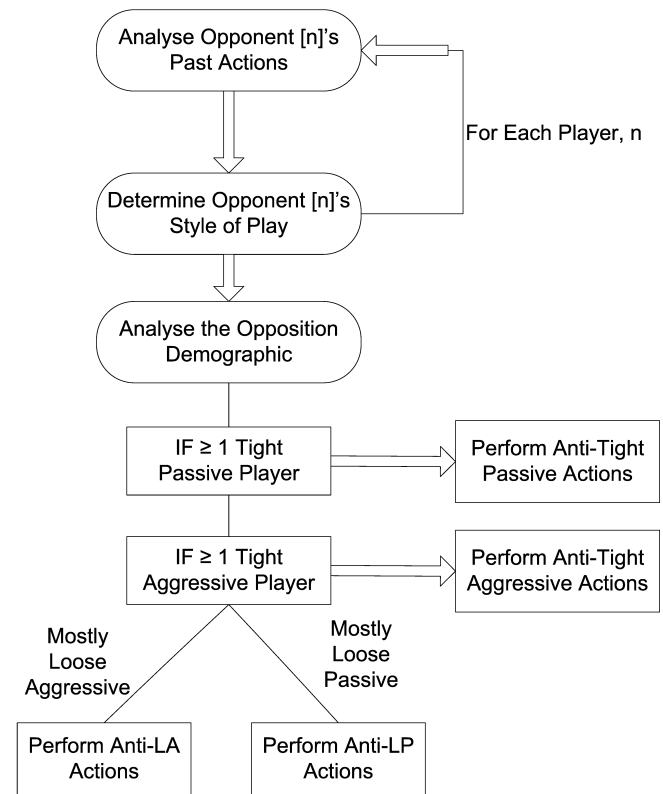 Analyse Opponent [n]'s
Past Actions
For Each Player, n
Determine Opponent [n]'s
Style of Play
Analyse the Opposition
Demographic
IF ≥ 1 Tight
Passive Player
Perform Anti-Tight
Passive Actions
IF ≥ 1 Tight
Aggressive Player
Perform Anti-Tight
Aggressive Actions
Mostly
Loose
Aggressive
Mostly
Loose
Passive
Perform Anti-LA
Actions
Perform Anti-LP
Actions